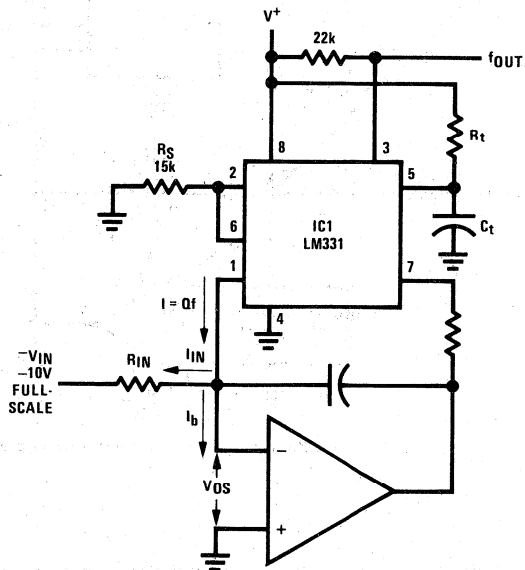 V+
22k
fOUT
Rt
8
3
RS
15k
2
5
6
IC1
LM331
Ct
1
7
I = Qf
4
–VIN
–10V
FULL-
SCALE
RIN
IIN
Ib
–
VOS
+